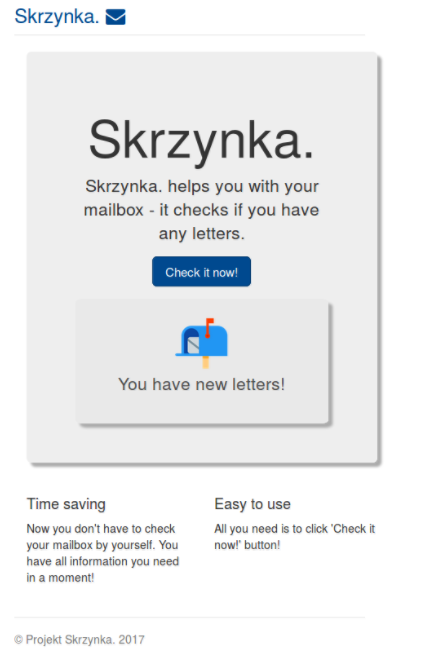 Skrzynka.
Skrzynka.
Skrzynka. helps you with your
mailbox - it checks if you have
any letters.
Check it now!
You have new letters!
Time saving
Now you don't have to check
your mailbox by yourself. You
have all information you need
in a moment!
Easy to use
All you need is to click 'Check it
now!' button!
© Projekt Skrzynka. 2017